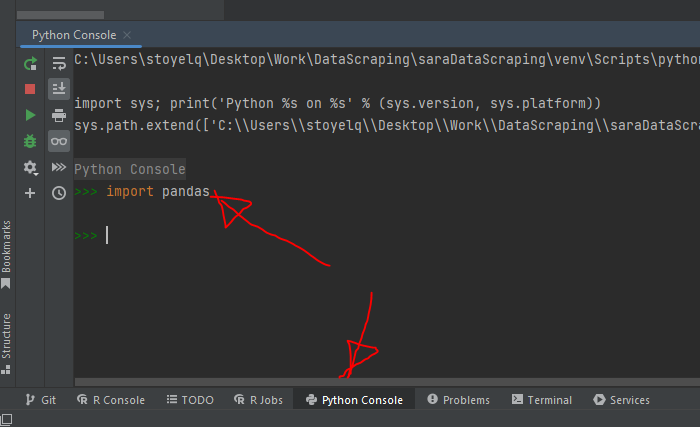 Python Console
C:\Users\stoyelq\Desktop\Work\DataScraping\saraDataScraping\venv\Scripts\python
import sys; print('Python %s on %s' % (sys.version, sys.platform))
sys.path.extend(['C:\\Users\\stoyelq\\Desktop\\Work\\DataScraping\\saraDataScra
Python Console
>>> import pandas
>>>
Bookmarks
Structure
Git R Console TODO R Jobs Python Console Problems Terminal Services